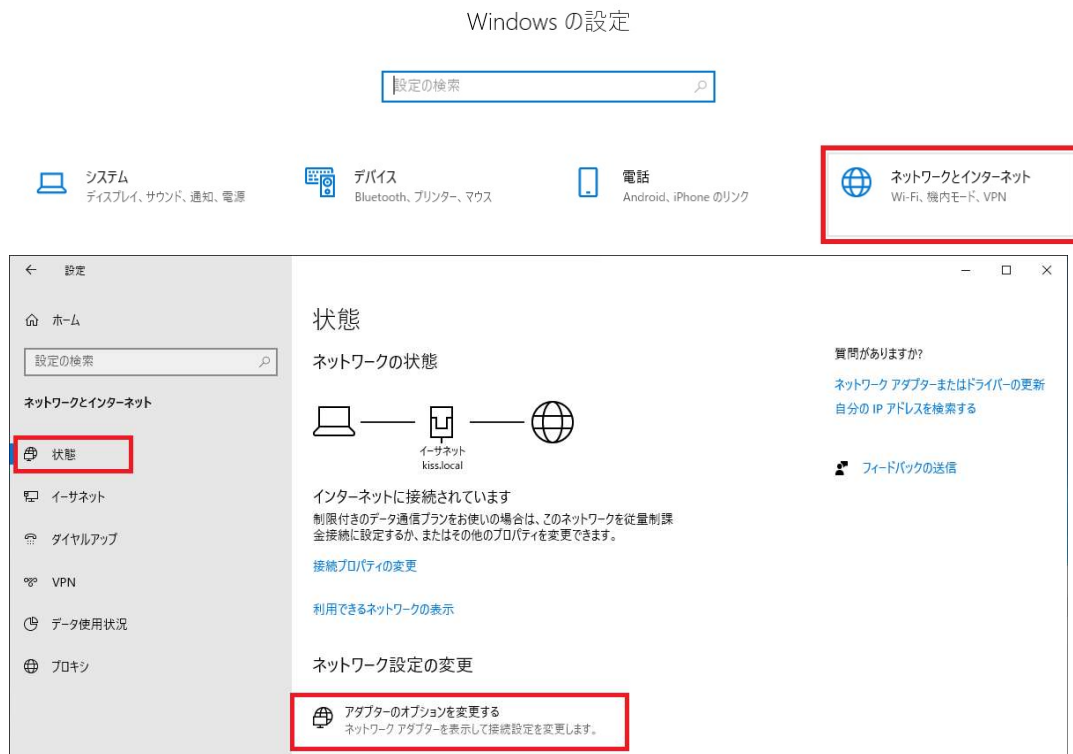 Windows の設定
設定の検索
システム
ディスプレイ、サウンド、通知、電源
デバイス
Bluetooth、プリンター、マウス
電話
Android、iPhone のリンク
ネットワークとインターネット
Wi-Fi、機内モード、VPN
設定
ホーム
設定の検索
ネットワークとインターネット
状態
イーサネット
ダイヤルアップ
VPN
データ使用状況
プロキシ
状態
ネットワークの状態
イーサネット
kiss.local
インターネットに接続されています
制限付きのデータ通信プランをお使いの場合は、このネットワークを従量制課
金接続に設定するか、またはその他のプロパティを変更できます。
接続プロパティの変更
利用できるネットワークの表示
ネットワーク設定の変更
アダプターのオプションを変更する
ネットワーク アダプターを表示して接続設定を変更します。
質問がありますか?
ネットワーク アダプターまたはドライバーの更新
自分の IP アドレスを検索する
フィードバックの送信